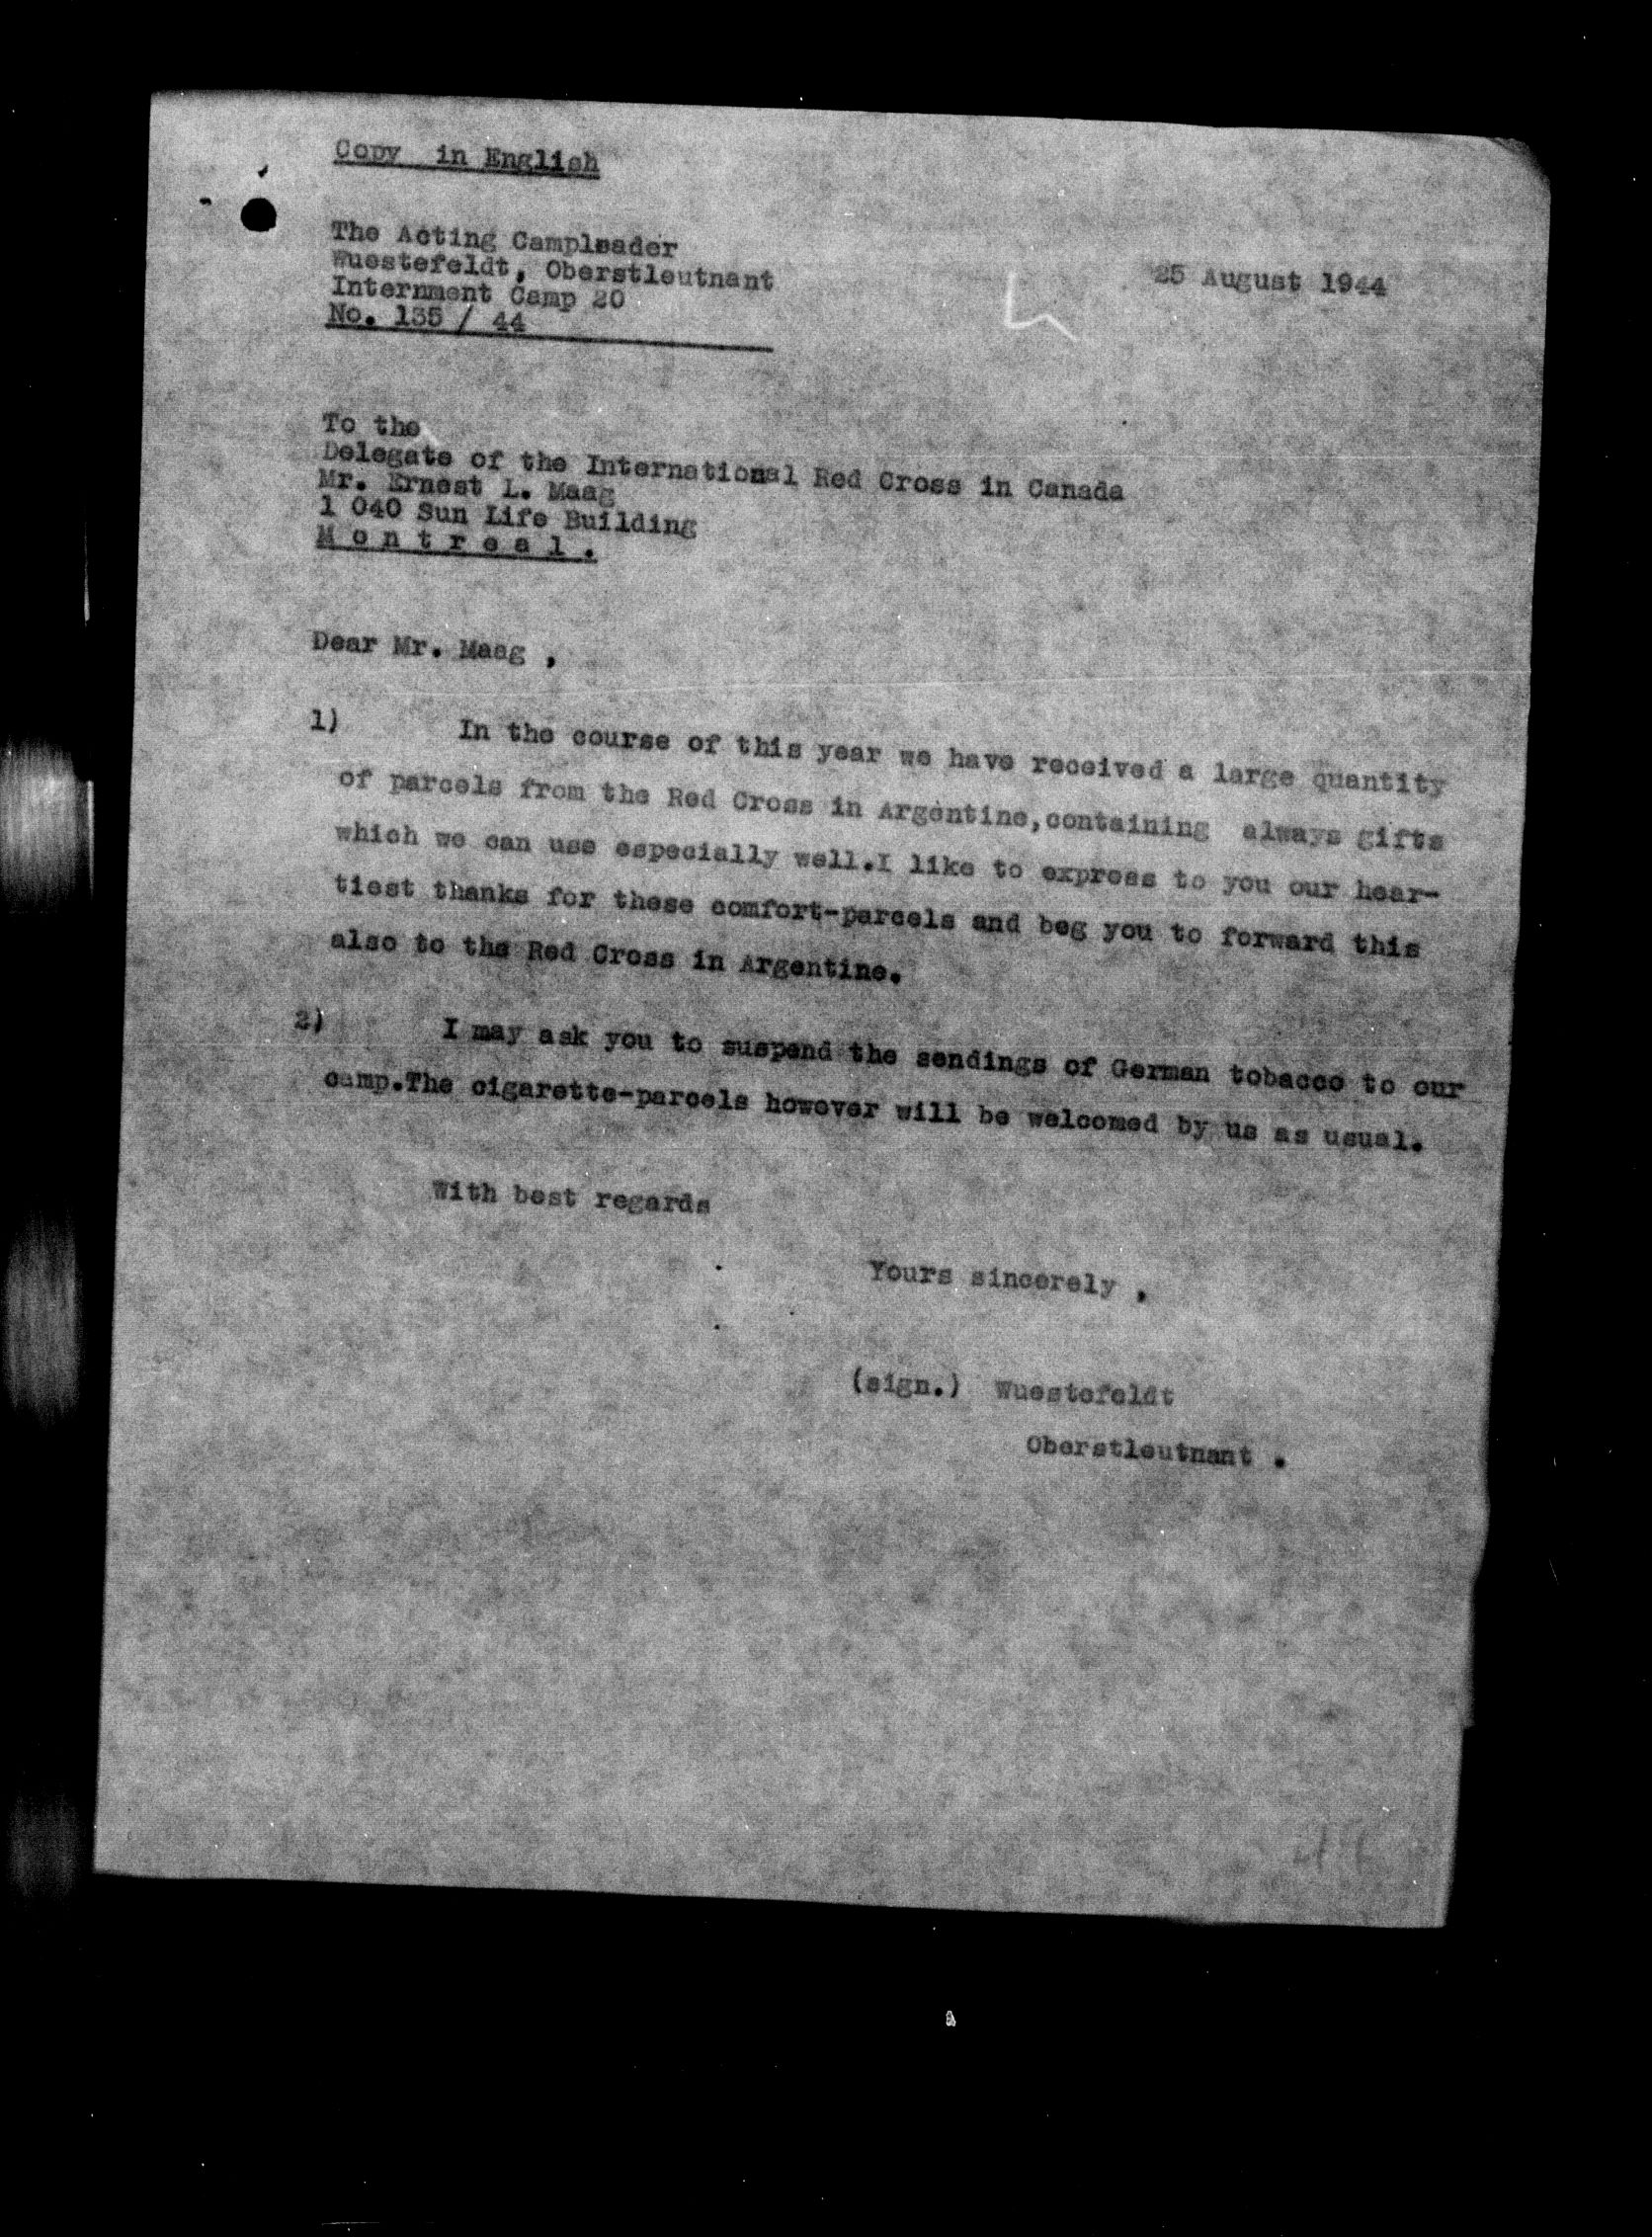 Copy in English
The Acting Campleader
Wuestefeldt, Oberstleutnant
Internment Camp 20
No. 135 / 44
25 August 1944
To the
Delegate of the International Red Cross in Canada
Mr. Ernest L. Maag
1 040 Sun Life Building
M o n t r e a l .
Dear Mr. Maag ,
1) In the course of this year we have received a large quantity
of parcels from the Red Cross in Argentine,containing always gifts
which we can use especially well.I like to express to you our hear-
tiest thanks for these comfort-parcels and beg you to forward this
also to the Red Cross in Argentine.
2) I may ask you to suspend the sendings of German tobacco to our
camp.The cigarette-parcels however will be welcomed by us as usual.
With best regards
Yours sincerely ,
(sign.) Wuestefeldt
Oberstleutnant .